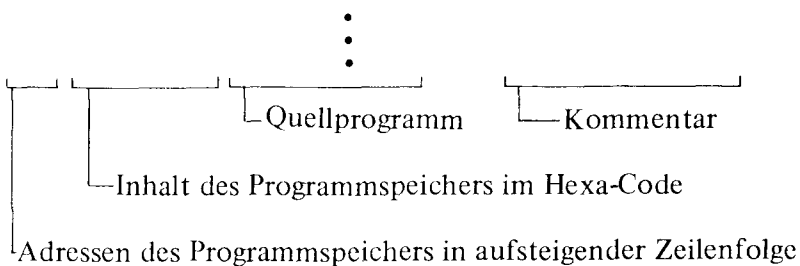 Quellprogramm Kommentar
Inhalt des Programmspeichers im Hexa-Code
Adressen des Programmspeichers in aufsteigender Zeilenfolge